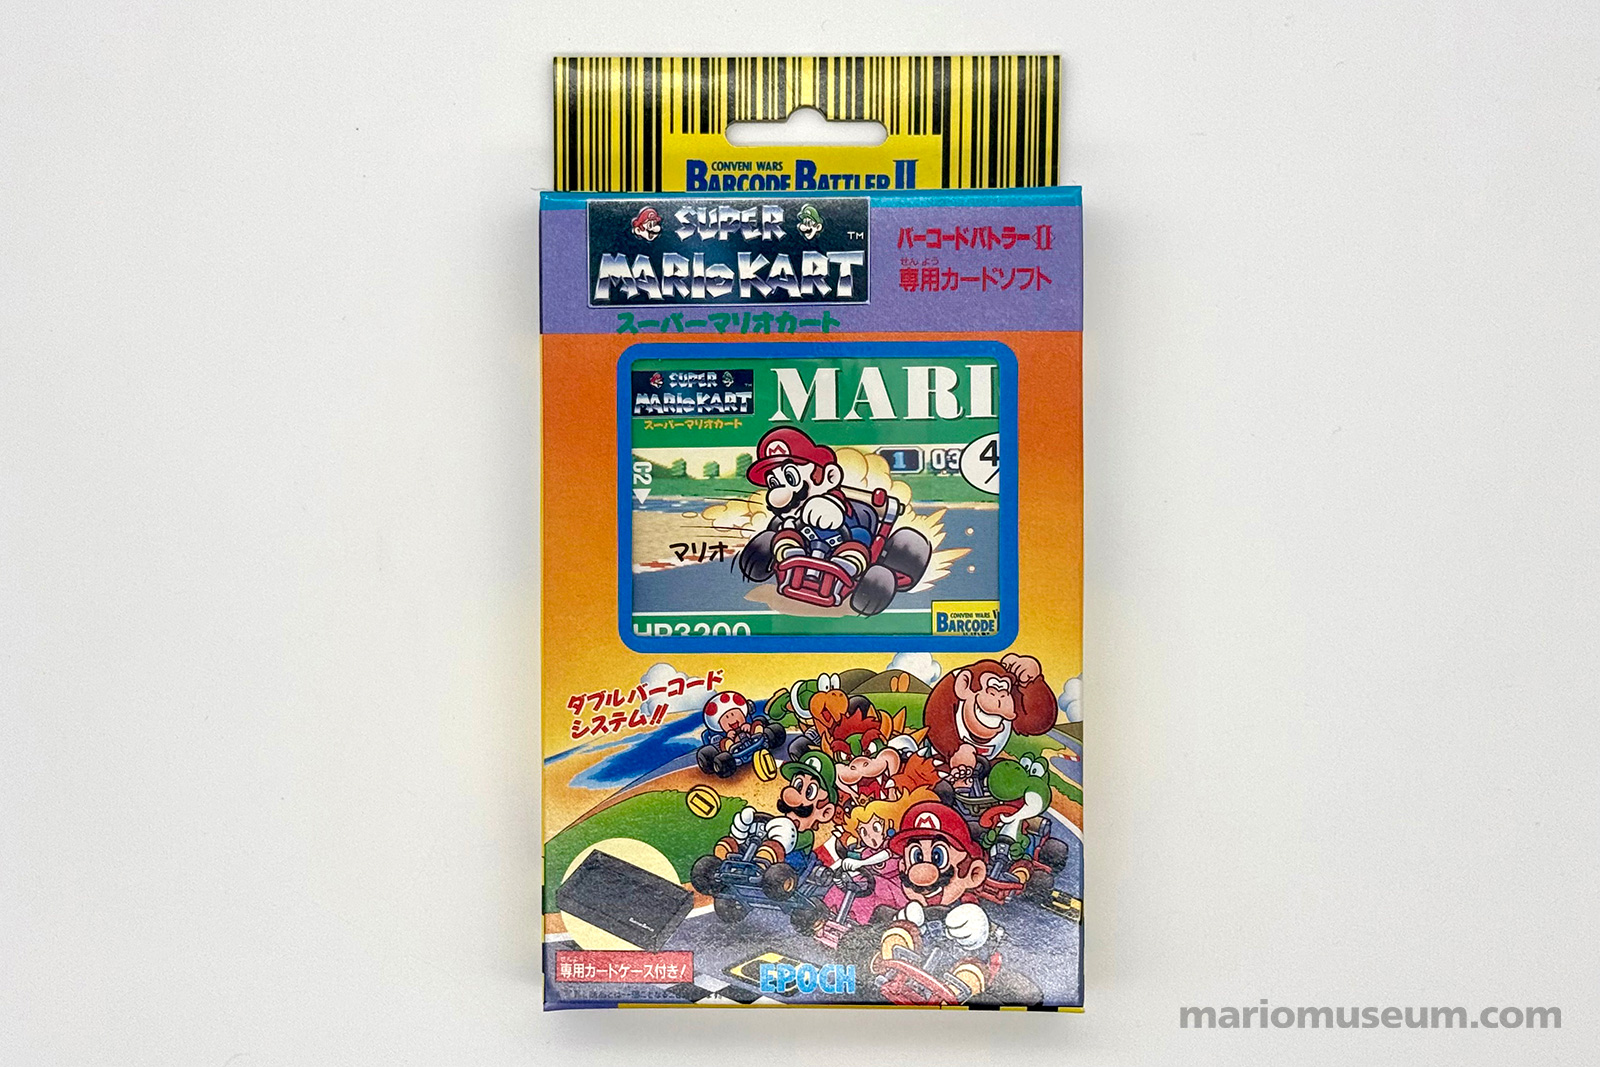 CONVENI WARS
BARCODE BATTLER II
SUPER
MARIO KART
TM
スーパーマリオカート
バーコードバトラーII
せんよう
専用カードソフト
SUPER
MARIO KART
スーパーマリオカート
MARI
4
1
03
C2
マリオ
HP3200
CONVENI WARS
BARCODE
ダブルバーコード
システム!!
せんよう
専用カードケース付き!
EPOCH
mariomuseum.com